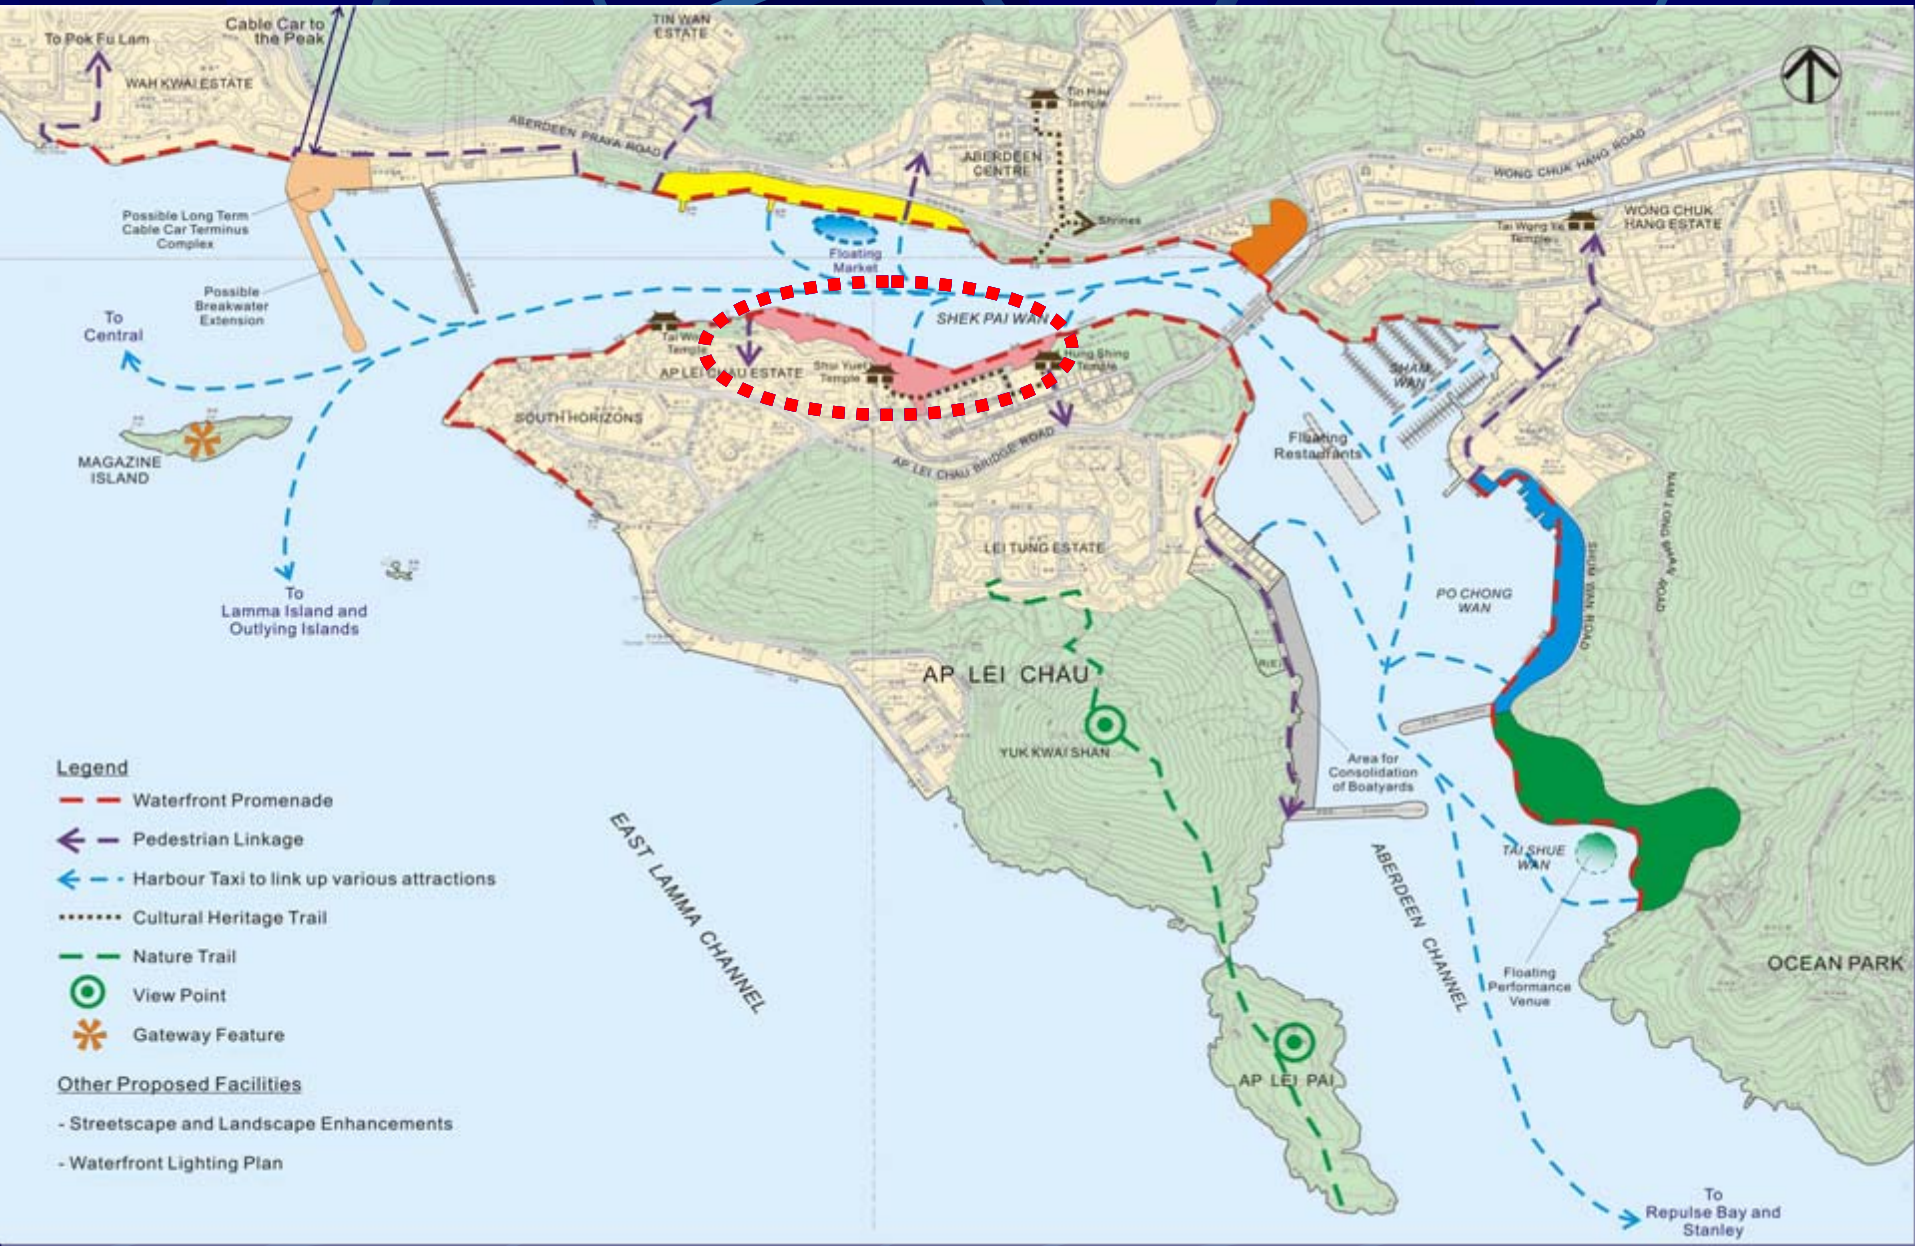 Cable Car to
the Peak
To Pok Fu Lam
WAH KWAI ESTATE
TIN WAN
ESTATE
ABERDEEN PRAYA ROAD
Tin Hau
Temple
ABERDEEN
CENTRE
Shrines
WONG CHUK HANG ROAD
WONG CHUK
HANG ESTATE
Tai Wong Ye
Temple
Possible Long Term
Cable Car Terminus
Complex
Possible
Breakwater
Extension
Floating
Market
To
Central
SHEK PAI WAN
Tai Wo
Temple
AP LEI CHAU ESTATE
Shui Yuet
Temple
Hung Shing
Temple
SHAM
WAN
SOUTH HORIZONS
AP LEI CHAU BRIDGE ROAD
Floating
Restaurants
MAGAZINE
ISLAND
NAM LONG SHAN ROAD
LEI TUNG ESTATE
SHUM WAN ROAD
PO CHONG
WAN
To
Lamma Island and
Outlying Islands
R(E)
AP LEI CHAU
YUK KWAI SHAN
Area for
Consolidation
of Boatyards
Legend
Waterfront Promenade
Pedestrian Linkage
Harbour Taxi to link up various attractions
Cultural Heritage Trail
Nature Trail
View Point
Gateway Feature
Other Proposed Facilities
- Streetscape and Landscape Enhancements
- Waterfront Lighting Plan
EAST LAMMA CHANNEL
ABERDEEN CHANNEL
TAI SHUE
WAN
Floating
Performance
Venue
OCEAN PARK
AP LEI PAI
To
Repulse Bay and
Stanley